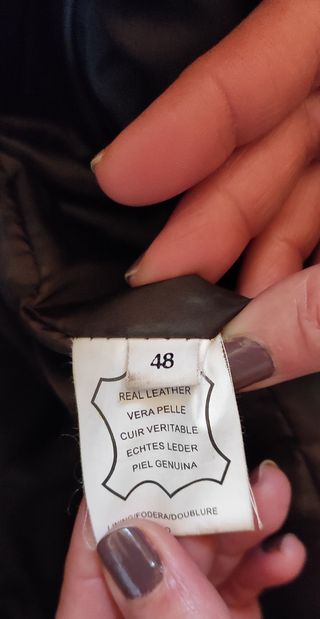 48
REAL LEATHER
VERA PELLE
CUIR VERITABLE
ECHTES LEDER
PIEL GENUINA
LINING/FODERA/DOUBLURE